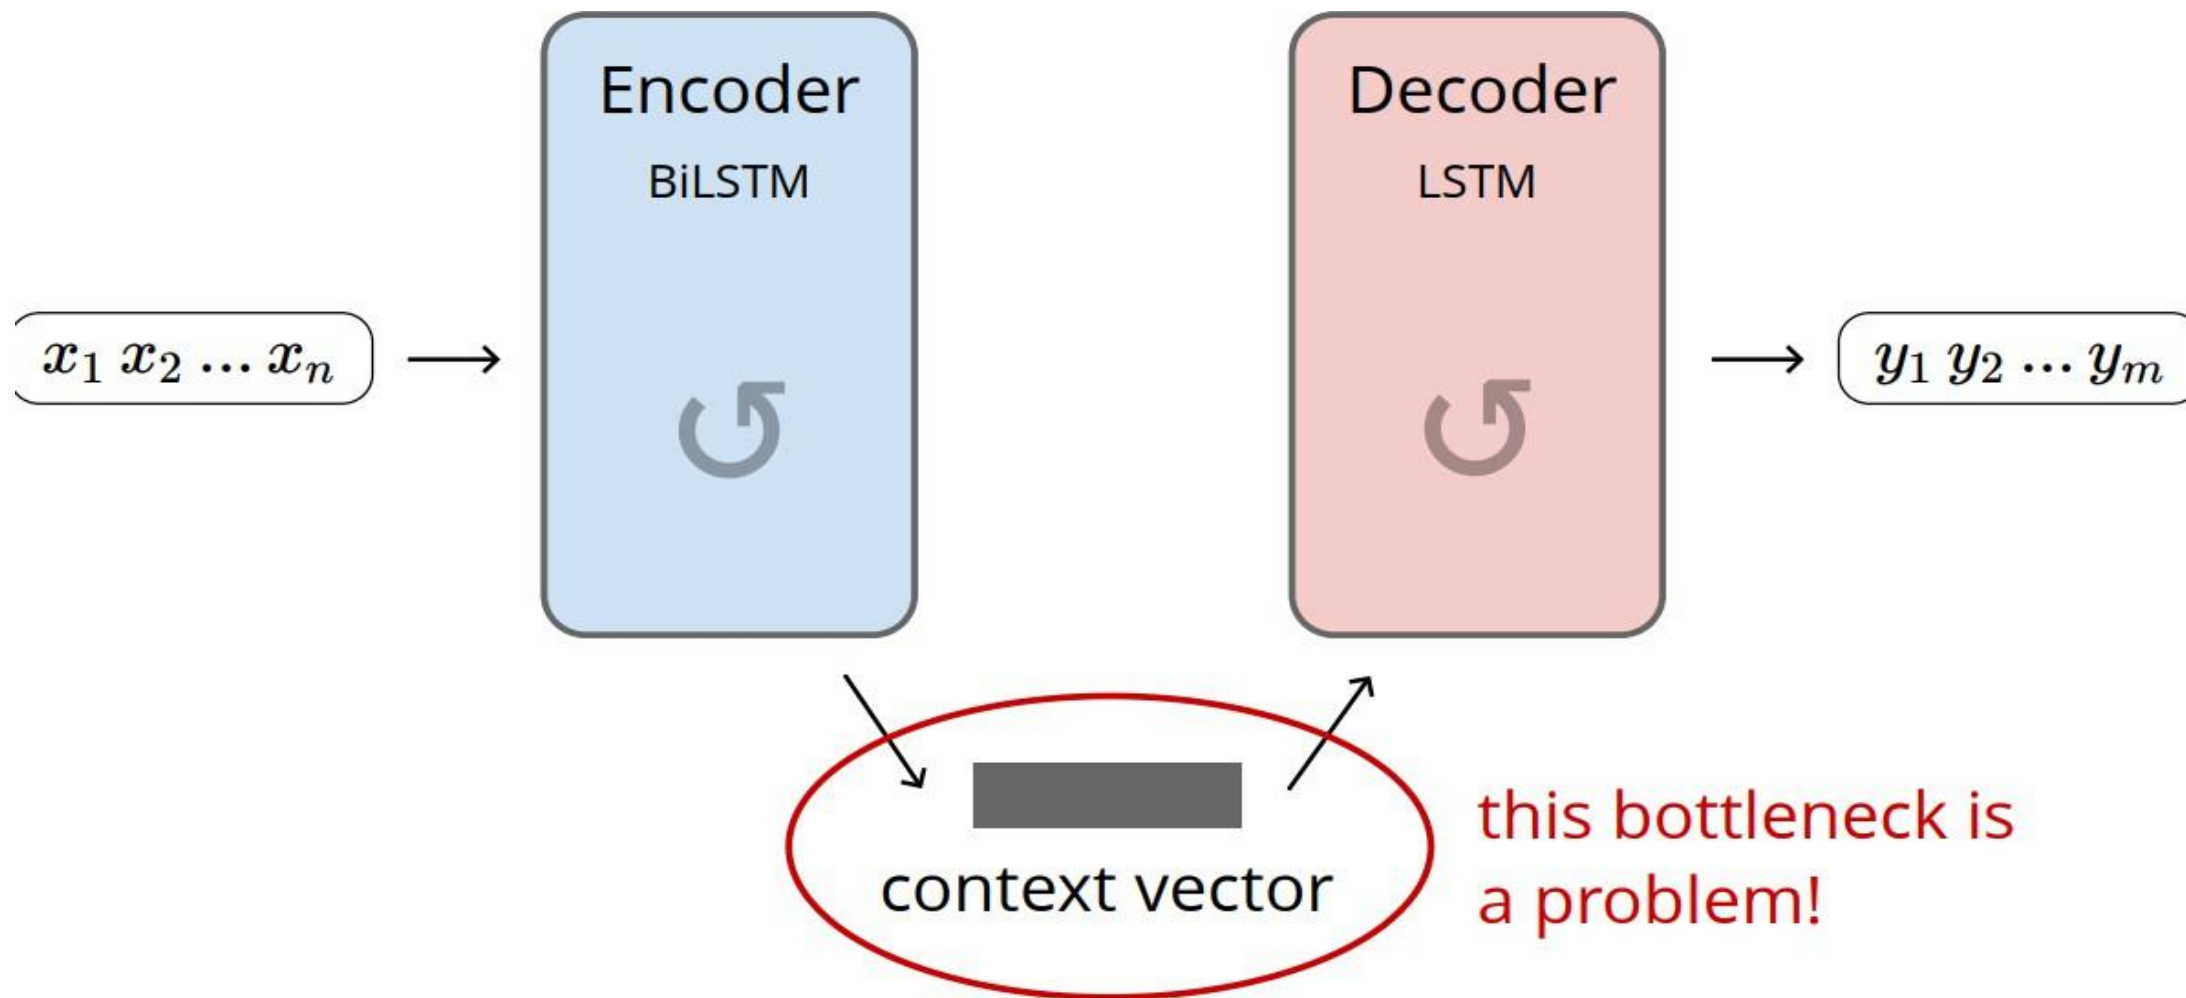 Encoder
BiLSTM
Decoder
LSTM
x₁ x₂ ... xₙ
y₁ y₂ ... yₘ
context vector
this bottleneck is
a problem!